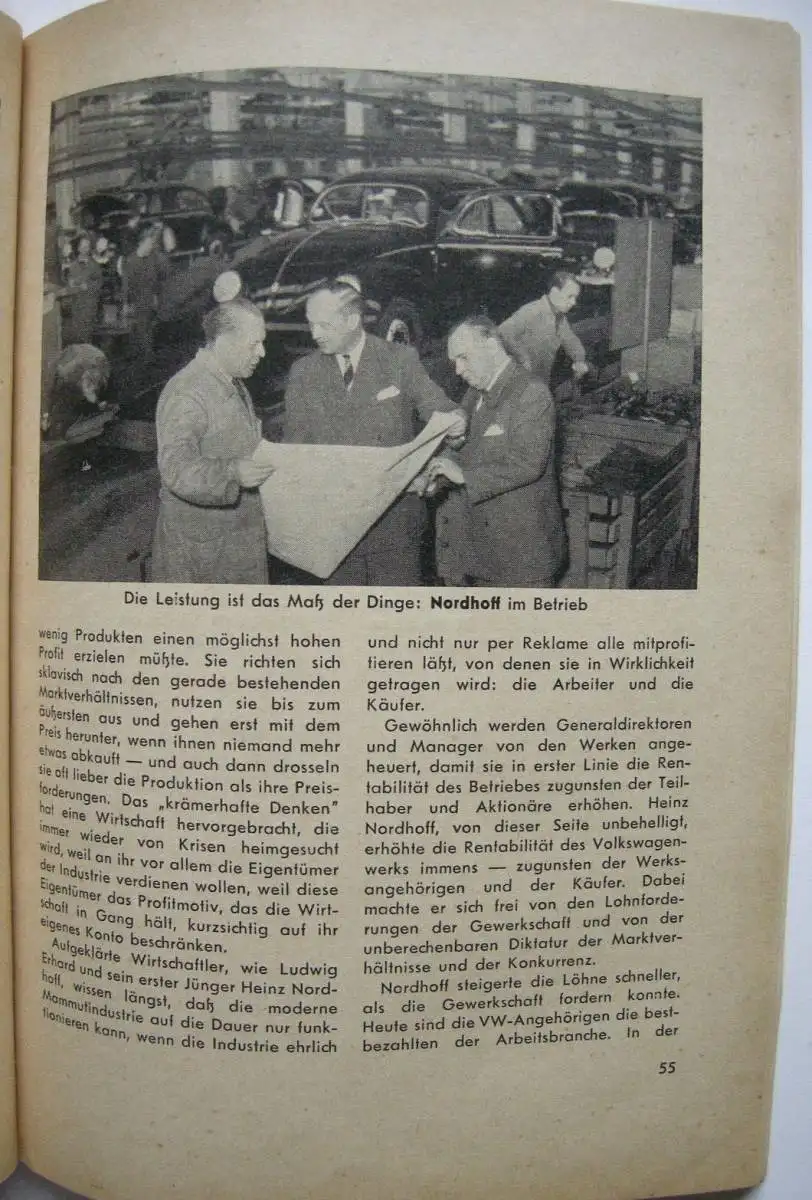 Die Leistung ist das Maß der Dinge: Nordhoff im Betrieb
wenig Produkten einen möglichst hohen
Profit erzielen müßte. Sie richten sich
sklavisch nach den gerade bestehenden
Marktverhältnissen, nutzen sie bis zum
äußersten aus und gehen erst mit dem
Preis herunter, wenn ihnen niemand mehr
etwas abkauft — und auch dann drosseln
sie oft lieber die Produktion als ihre Preis-
forderungen. Das „krämerhafte Denken"
hat eine Wirtschaft hervorgebracht, die
immer wieder von Krisen heimgesucht
wird, weil an ihr vor allem die Eigentümer
der Industrie verdienen wollen, weil diese
Eigentümer das Profitmotiv, das die Wirt-
schaft in Gang hält, kurzsichtig auf ihr
eigenes Konto beschränken.
Aufgeklärte Wirtschaftler, wie Ludwig
Erhard und sein erster Jünger Heinz Nord-
hoff, wissen längst, daß die moderne
Mammutindustrie auf die Dauer nur funk-
tionieren kann, wenn die Industrie ehrlich
und nicht nur per Reklame alle mitprofi-
tieren läßt, von denen sie in Wirklichkeit
getragen wird: die Arbeiter und die
Käufer.
Gewöhnlich werden Generaldirektoren
und Manager von den Werken ange-
heuert, damit sie in erster Linie die Ren-
tabilität des Betriebes zugunsten der Teil-
haber und Aktionäre erhöhen. Heinz
Nordhoff, von dieser Seite unbehelligt,
erhöhte die Rentabilität des Volkswagen-
werks immens — zugunsten der Werks-
angehörigen und der Käufer. Dabei
machte er sich frei von den Lohnforde-
rungen der Gewerkschaft und von der
unberechenbaren Diktatur der Marktver-
hältnisse und der Konkurrenz.
Nordhoff steigerte die Löhne schneller,
als die Gewerkschaft fordern konnte.
Heute sind die VW-Angehörigen die best-
bezahlten der Arbeitsbranche. In der
55